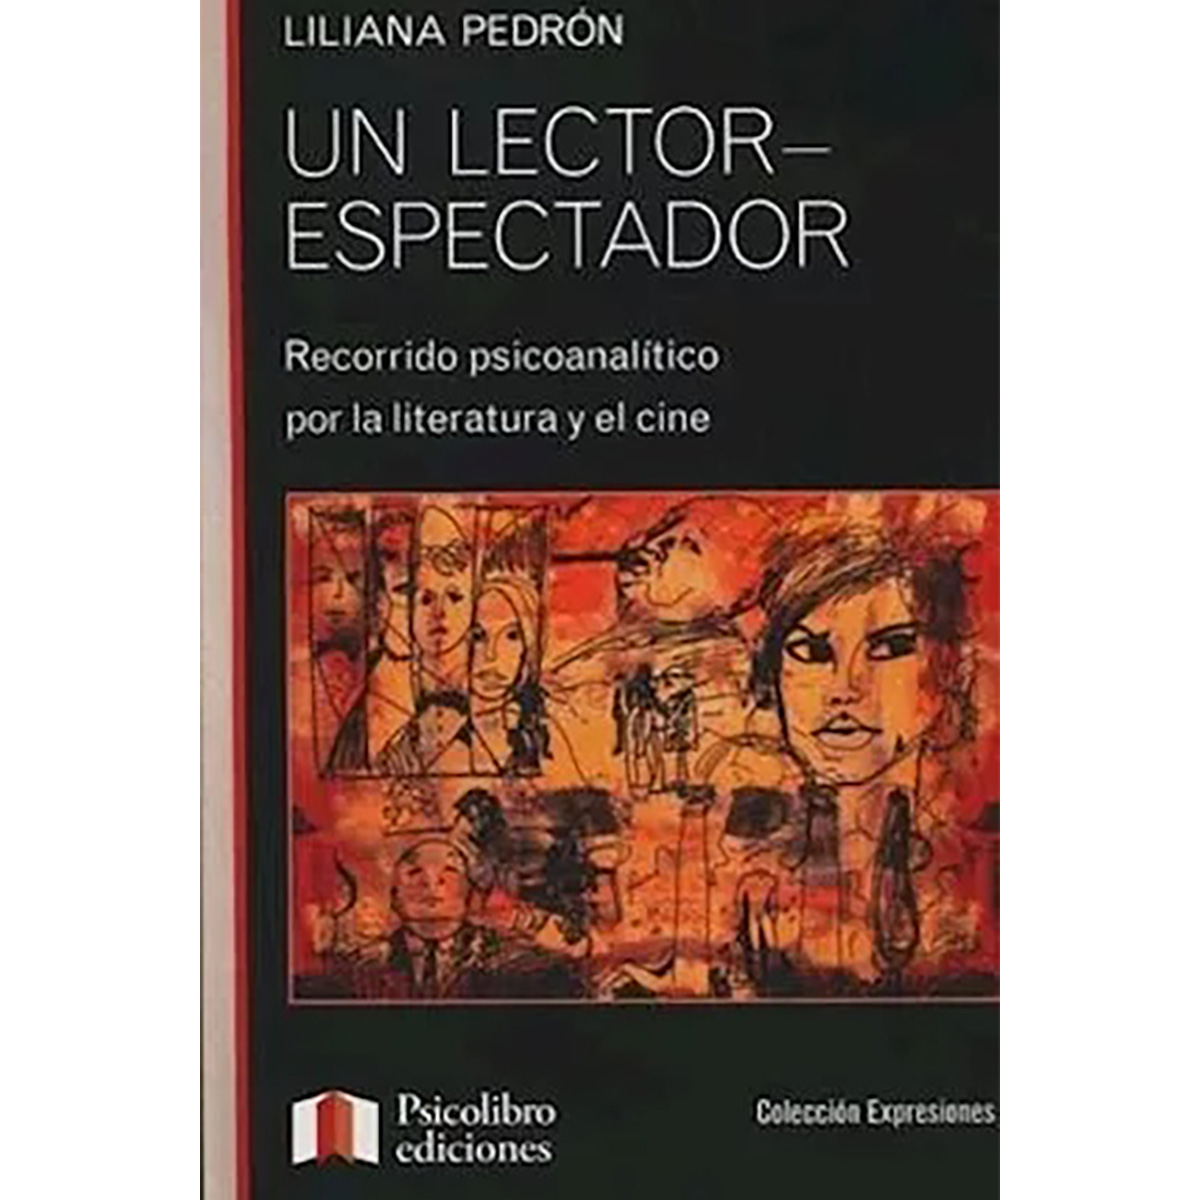 LILIANA PEDRÓN
UN LECTOR—
ESPECTADOR
Recorrido psicoanalítico
por la literatura y el cine
Psicolibro
ediciones
Colección Expresiones